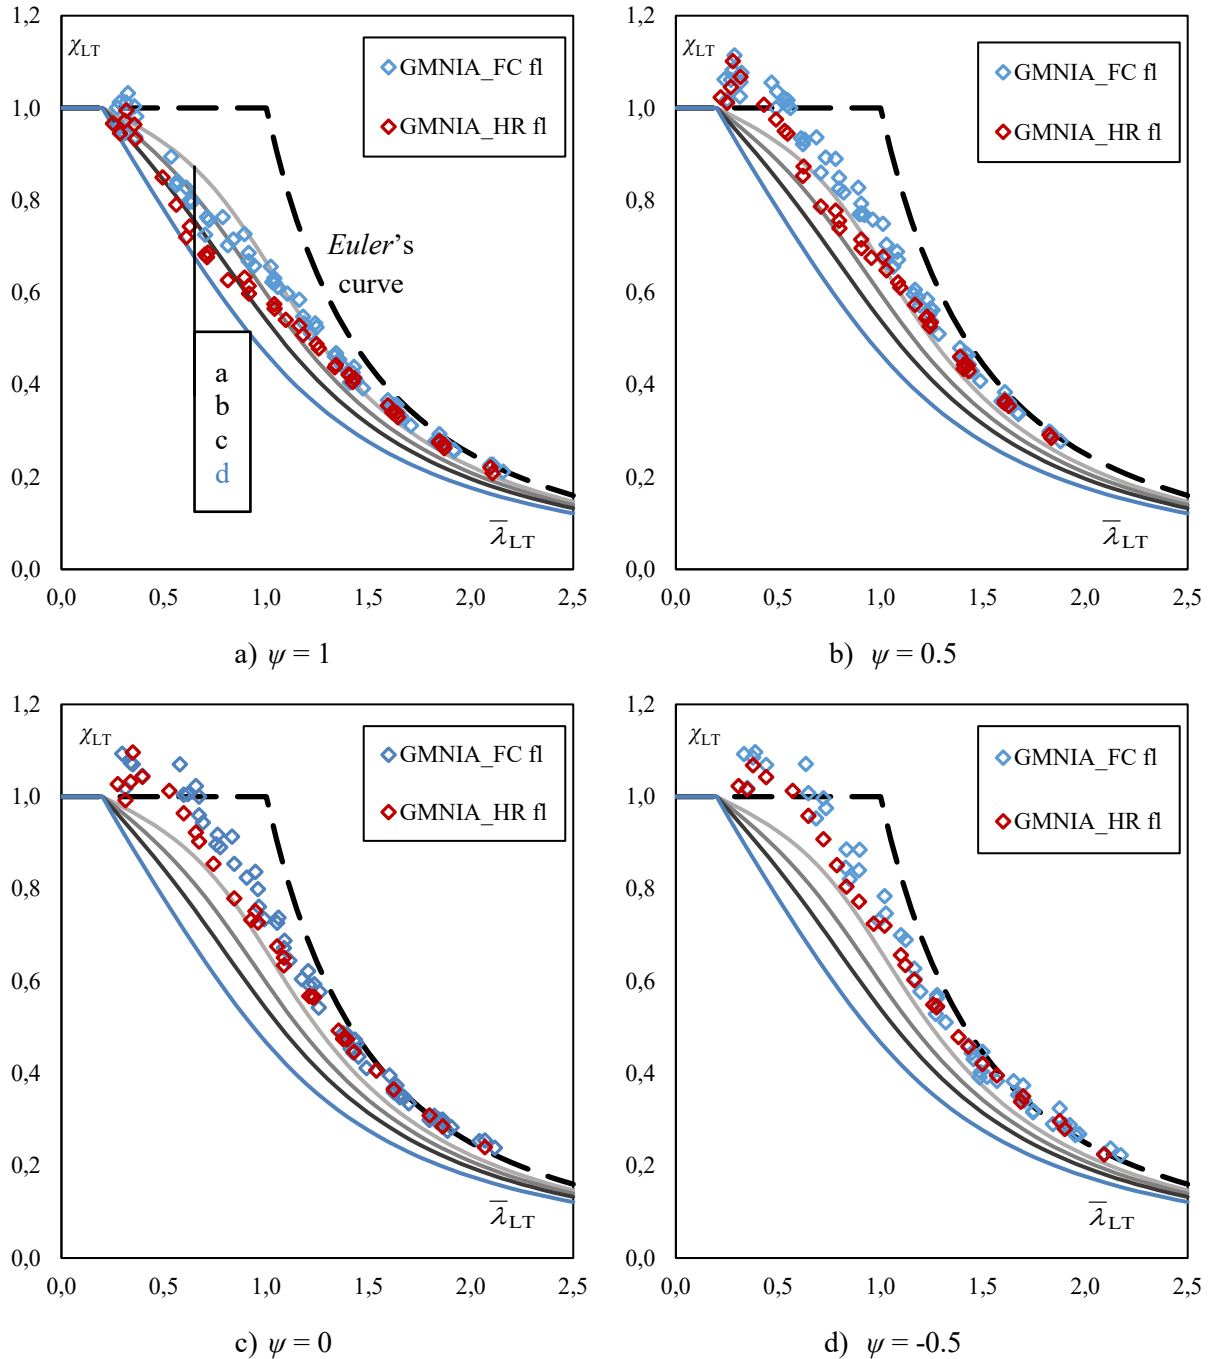 1,2
χLT
GMNIA_FC fl
1,0
GMNIA_HR fl
0,8
Euler's
curve
0,6
a
b
c
d
0,4
0,2
λ̅LT
0,0
0,0 0,5 1,0 1,5 2,0 2,5
a) ψ = 1
1,2
χLT
GMNIA_FC fl
1,0
GMNIA_HR fl
0,8
0,6
0,4
0,2
λ̅LT
0,0
0,0 0,5 1,0 1,5 2,0 2,5
b) ψ = 0.5
1,2
χLT
GMNIA_FC fl
1,0
GMNIA_HR fl
0,8
0,6
0,4
0,2
λ̅LT
0,0
0,0 0,5 1,0 1,5 2,0 2,5
c) ψ = 0
1,2
χLT
GMNIA_FC fl
1,0
GMNIA_HR fl
0,8
0,6
0,4
0,2
λ̅LT
0,0
0,0 0,5 1,0 1,5 2,0 2,5
d) ψ = -0.5